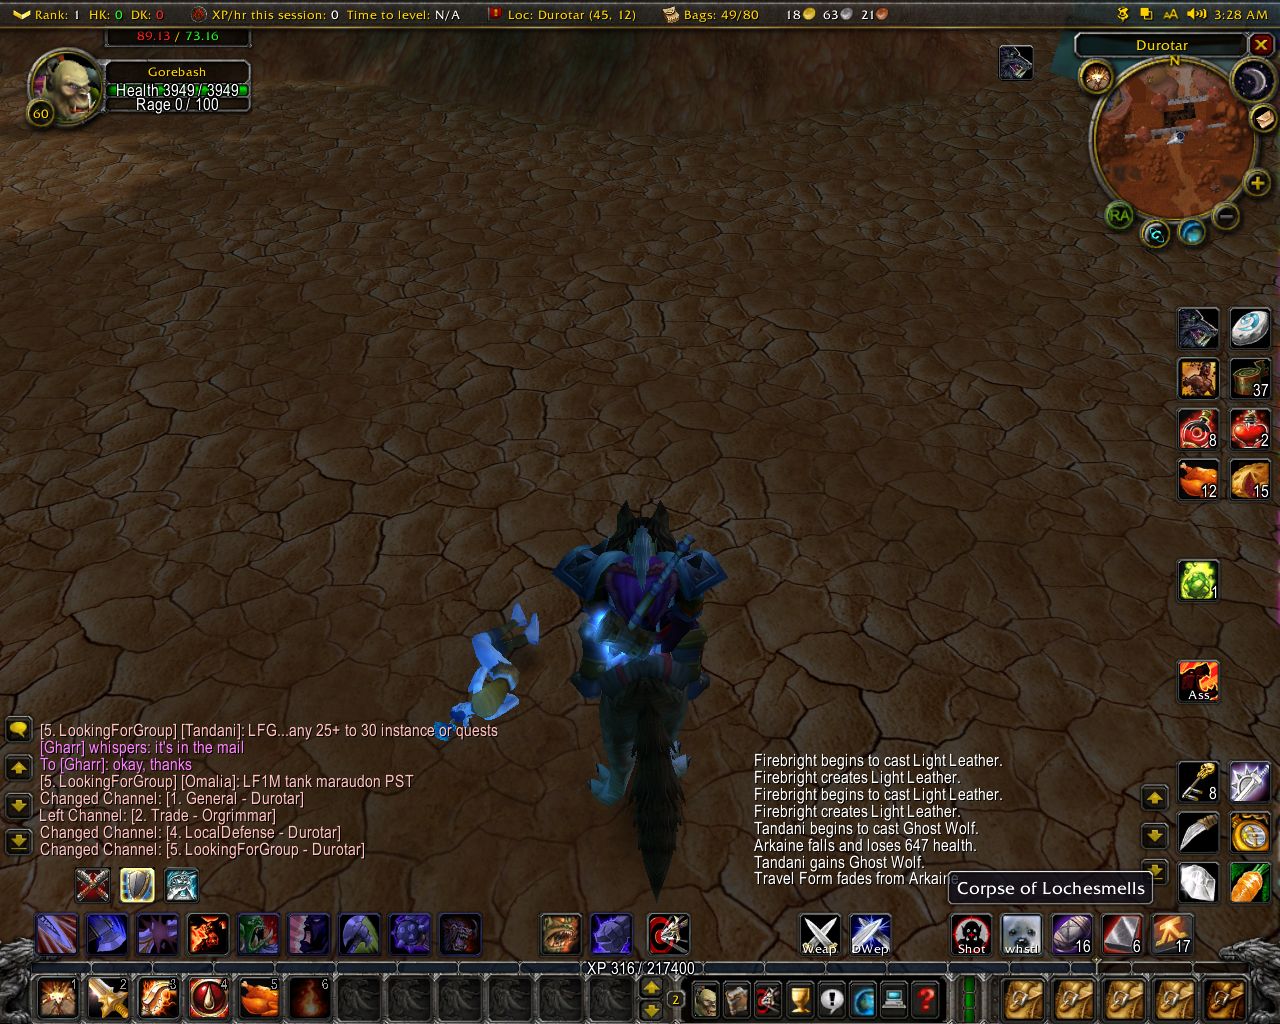 Rank: 1 HK: 0 DK: 0 XP/hr this session: 0 Time to level: N/A Loc: Durotar (45, 12) Bags: 49/80 18 63 21 AA 3:28 AM
89.13 / 73.16
Durotar
N
Gorebash
Health 3949 / 3949
Rage 0 / 100
60
RA
37
8 2
12 15
1
Ass
[5. LookingForGroup] [Tandani]: LFG...any 25+ to 30 instance or quests
[Gharr] whispers: it's in the mail
To [Gharr]: okay, thanks
[5. LookingForGroup] [Omalia]: LF1M tank maraudon PST
Changed Channel: [1. General - Durotar]
Left Channel: [2. Trade - Orgrimmar]
Changed Channel: [4. LocalDefense - Durotar]
Changed Channel: [5. LookingForGroup - Durotar]
Firebright begins to cast Light Leather.
Firebright creates Light Leather.
Firebright begins to cast Light Leather.
Firebright creates Light Leather.
Tandani begins to cast Ghost Wolf.
Arkaine falls and loses 647 health.
Tandani gains Ghost Wolf.
Travel Form fades from Arkaine
8
Corpse of Lochesmells
Weap DWep Shot whstl 16 6 17
XP 316 / 217400
1 2 3 4 5 6 2